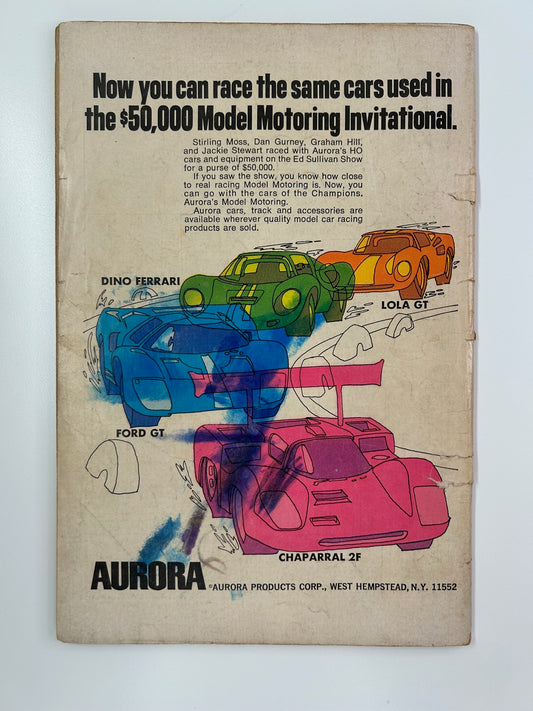 Now you can race the same cars used in
the $50,000 Model Motoring Invitational.
Stirling Moss, Dan Gurney, Graham Hill,
and Jackie Stewart raced with Aurora's HO
cars and equipment on the Ed Sullivan Show
for a purse of $50,000.
If you saw the show, you know how close
to real racing Model Motoring is. Now, you
can go with the cars of the Champions.
Aurora's Model Motoring.
Aurora cars, track and accessories are
available wherever quality model car racing
products are sold.
DINO FERRARI
LOLA GT
FORD GT
CHAPARRAL 2F
AURORA
©AURORA PRODUCTS CORP., WEST HEMPSTEAD, N.Y. 11552